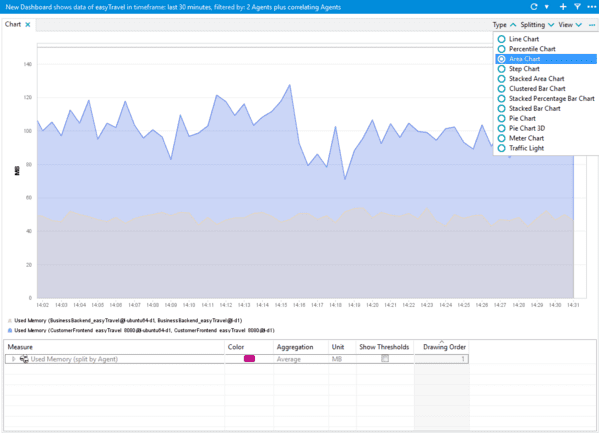 New Dashboard shows data of easyTravel in timeframe: last 30 minutes, filtered by: 2 Agents plus correlating Agents
Chart
Type Splitting View
Line Chart
Percentile Chart
Area Chart
Step Chart
Stacked Area Chart
Clustered Bar Chart
Stacked Percentage Bar Chart
Stacked Bar Chart
Pie Chart
Pie Chart 3D
Meter Chart
Traffic Light
140
120
100
80
60
40
20
0
MB
14:02 14:03 14:04 14:05 14:06 14:07 14:08 14:09 14:10 14:11 14:12 14:13 14:14 14:15 14:16 14:17 14:18 14:19 14:20 14:21 14:22 14:23 14:24 14:25 14:26 14:27 14:28 14:29 14:30 14:31
Used Memory (BusinessBackend_easyTravel@ubuntu64-d1, BusinessBackend_easyTravel@-d1)
Used Memory (CustomerFrontend_easyTravel_8080@ubuntu64-d1, CustomerFrontend_easyTravel_8080@-d1)
Measure Color Aggregation Unit Show Thresholds Drawing Order
Used Memory (split by Agent) Average MB 1